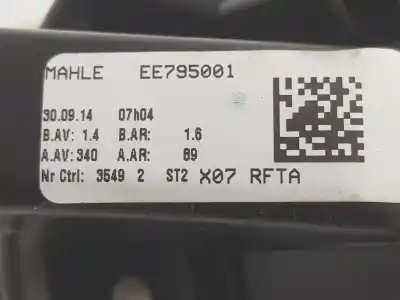 MAHLE EE795001
30.09.14 07h04
B.AV: 1.4 B.AR: 1.6
A.AV: 340 A.AR: 89
Nr Ctrl: 3549 2 ST2 X07 RFTA